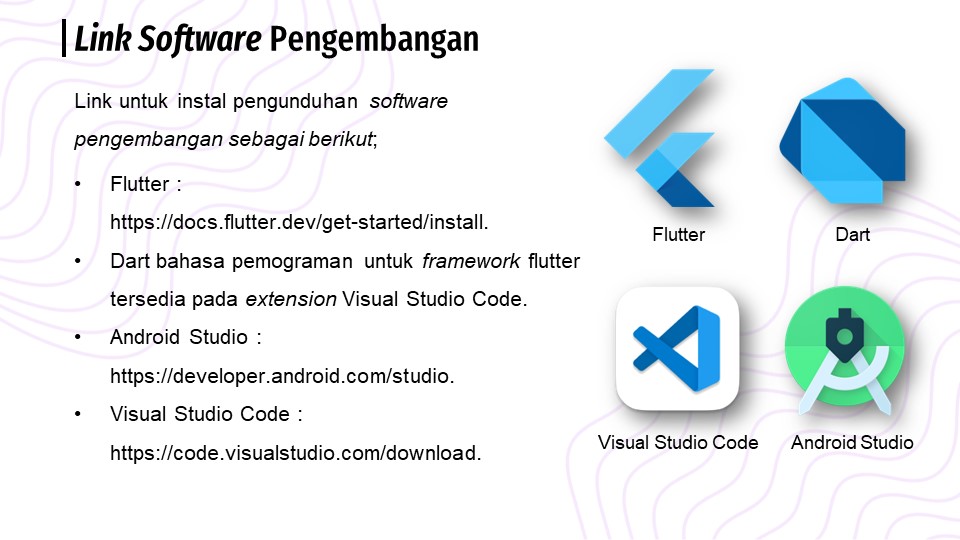 Link Software Pengembangan
Link untuk instal pengunduhan software
pengembangan sebagai berikut;
• Flutter :
https://docs.flutter.dev/get-started/install.
• Dart bahasa pemograman untuk framework flutter
tersedia pada extension Visual Studio Code.
• Android Studio :
https://developer.android.com/studio.
• Visual Studio Code :
https://code.visualstudio.com/download.
Flutter
Dart
Visual Studio Code
Android Studio